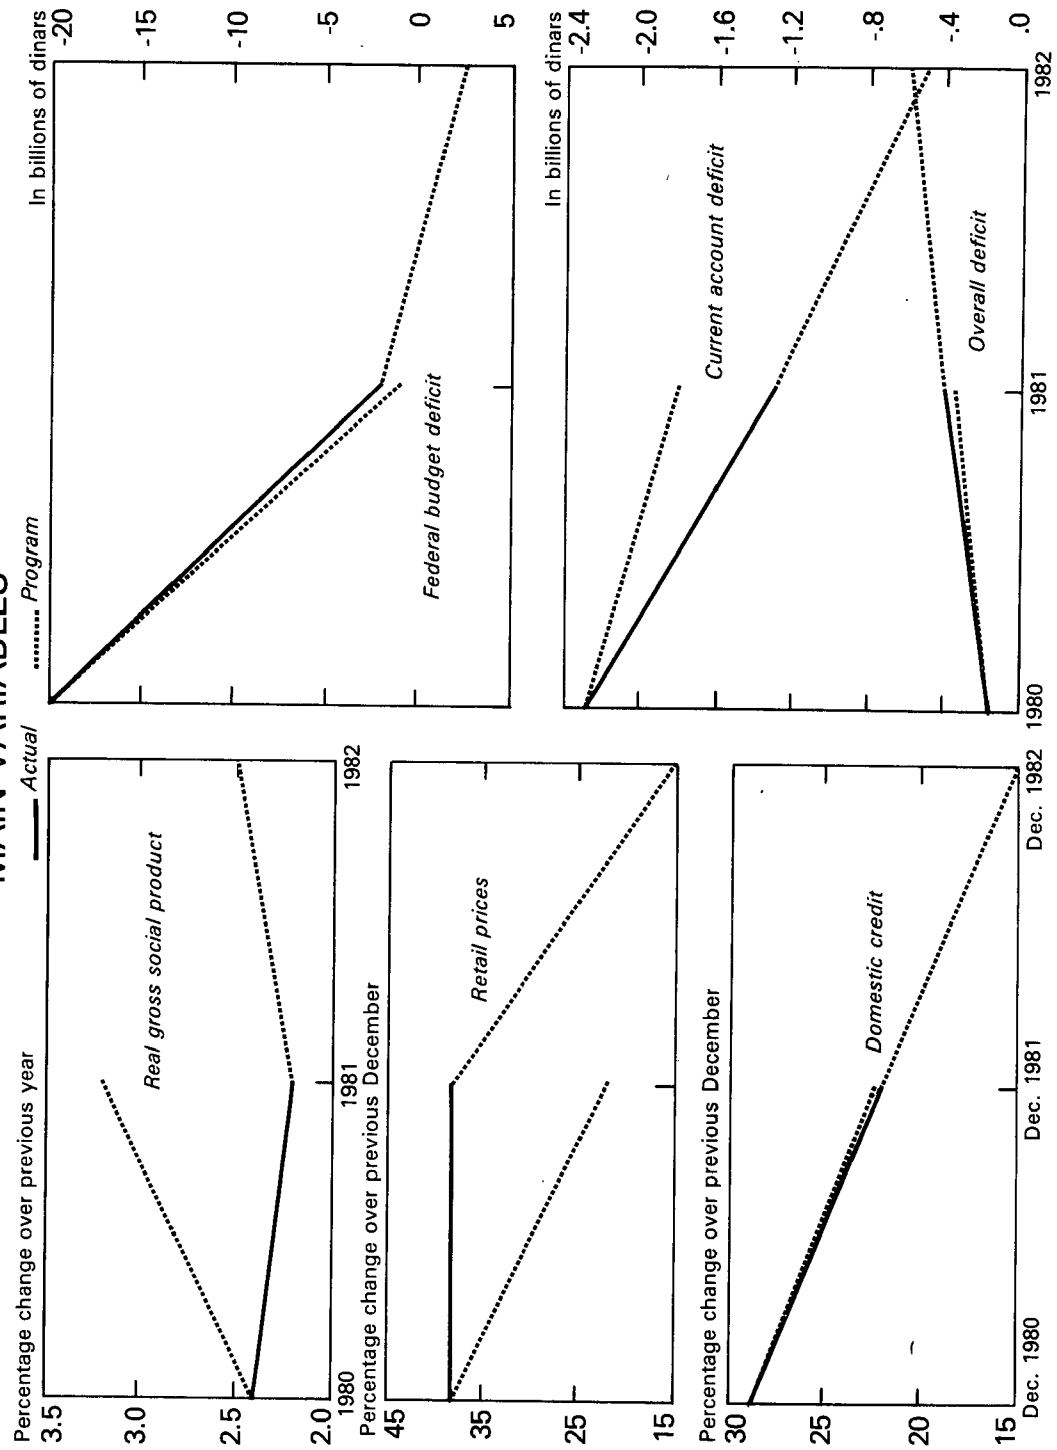 MAIN VARIABLES
Actual Program
Percentage change over previous year
3.5
3.0
2.5
2.0
Real gross social product
1980 1981 1982
Percentage change over previous December
45
35
25
15
Retail prices
Percentage change over previous December
30
25
20
15
Domestic credit
Dec. 1980 Dec. 1981 Dec. 1982
In billions of dinars
-20
-15
-10
-5
0
5
Federal budget deficit
In billions of dinars
-2.4
-2.0
-1.6
-1.2
-.8
-.4
.0
Current account deficit
Overall deficit
1980 1981 1982